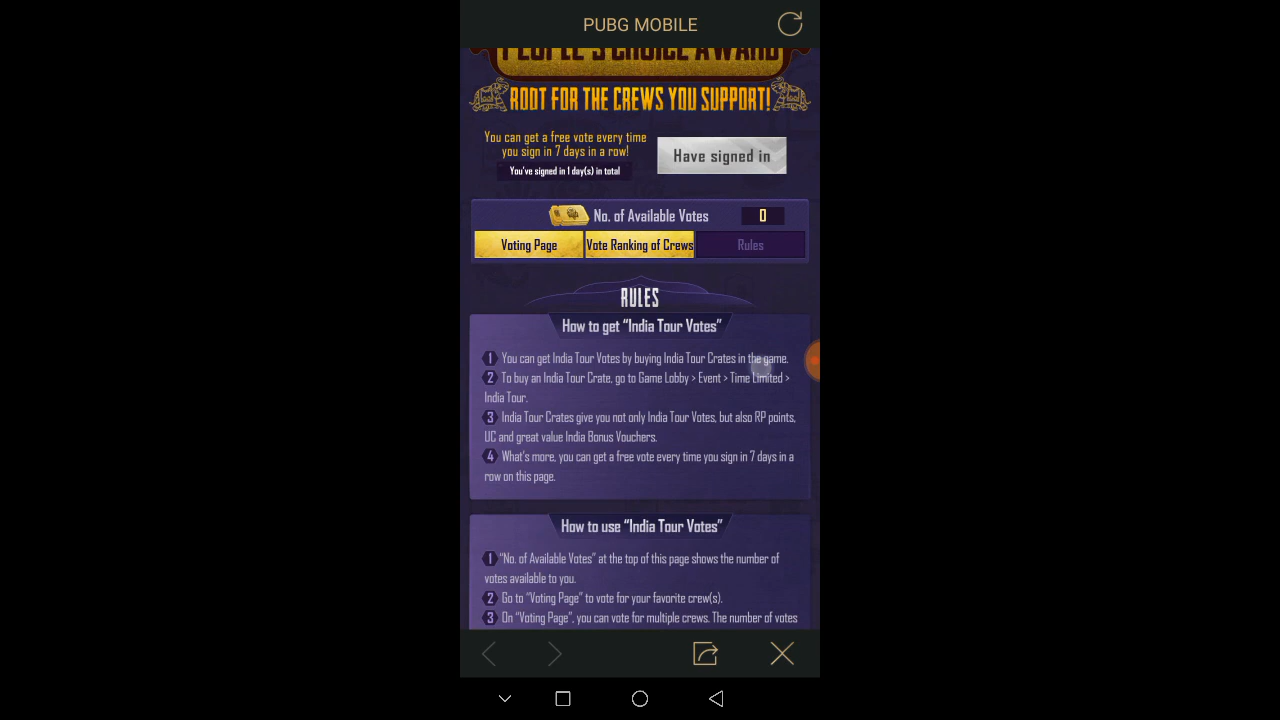 PUBG MOBILE
PEOPLE'S CHOICE AWARD
ROOT FOR THE CREWS YOU SUPPORT!
You can get a free vote every time
you sign in 7 days in a row!
You've signed in 1 day(s) in total
Have signed in
No. of Available Votes 0
Voting Page Vote Ranking of Crews Rules
RULES
How to get “India Tour Votes”
1 You can get India Tour Votes by buying India Tour Crates in the game.
2 To buy an India Tour Crate, go to Game Lobby > Event > Time Limited >
India Tour.
3 India Tour Crates give you not only India Tour Votes, but also RP points,
UC and great value India Bonus Vouchers.
4 What's more, you can get a free vote every time you sign in 7 days in a
row on this page.
How to use “India Tour Votes”
1 “No. of Available Votes” at the top of this page shows the number of
votes available to you.
2 Go to “Voting Page” to vote for your favorite crew(s).
3 On “Voting Page”, you can vote for multiple crews. The number of votes